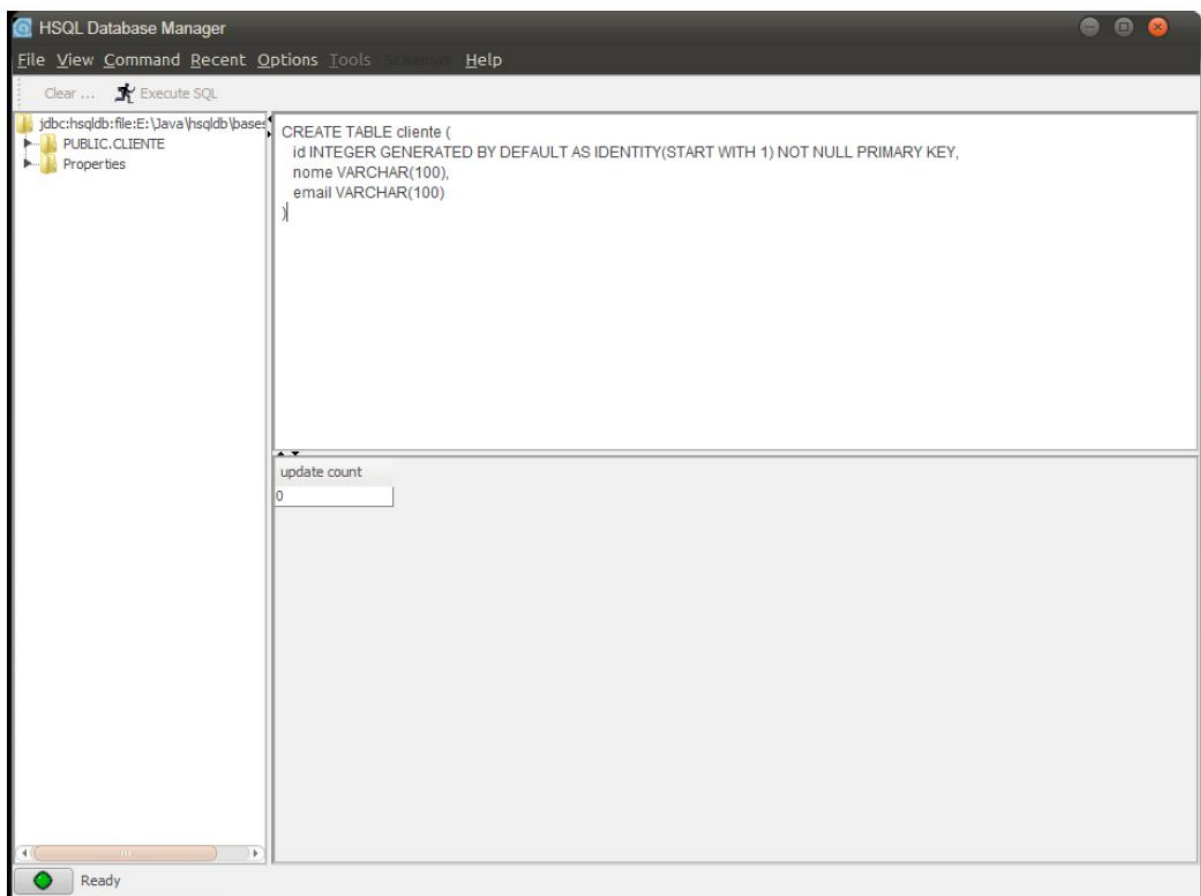 HSQL Database Manager
File View Command Recent Options Tools Schemas Help
Clear ... Execute SQL
jdbc:hsqldb:file:E:\Java\hsqldb\bases
PUBLIC.CLIENTE
Properties
CREATE TABLE cliente (
id INTEGER GENERATED BY DEFAULT AS IDENTITY(START WITH 1) NOT NULL PRIMARY KEY,
nome VARCHAR(100),
email VARCHAR(100)
)
update count
0
Ready